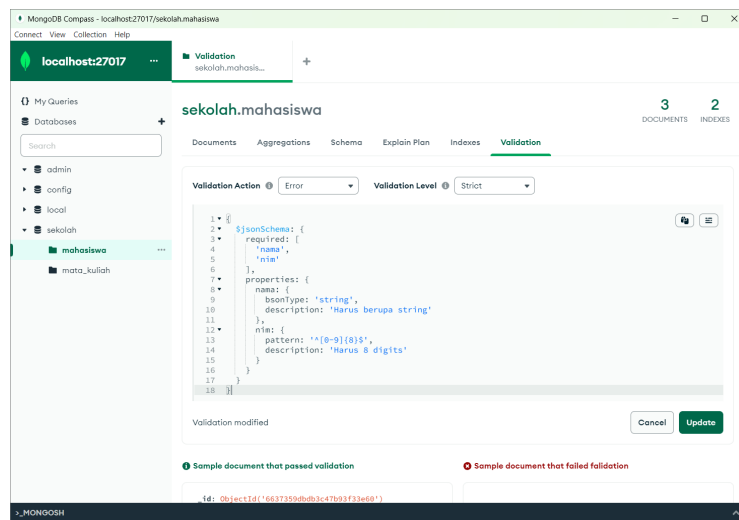 MongoDB Compass - localhost:27017/sekolah.mahasiswa
Connect View Collection Help
localhost:27017 ...
Validation
sekolah.mahasis...
+
{} My Queries
Databases +
Search
admin
config
local
sekolah
mahasiswa ...
mata_kuliah
sekolah.mahasiswa
3
DOCUMENTS
2
INDEXES
Documents Aggregations Schema Explain Plan Indexes Validation
Validation Action Error Validation Level Strict
1 {
2 $jsonSchema: {
3 required: [
4 'nama',
5 'nim'
6 ],
7 properties: {
8 nama: {
9 bsonType: 'string',
10 description: 'Harus berupa string'
11 },
12 nim: {
13 pattern: '^[0-9]{8}$',
14 description: 'Harus 8 digits'
15 }
16 }
17 }
18 }
Validation modified
Cancel Update
Sample document that passed validation
Sample document that failed falidation
_id: ObjectId('6637359dbdb3c47b93f33e60')
>_MONGOSH